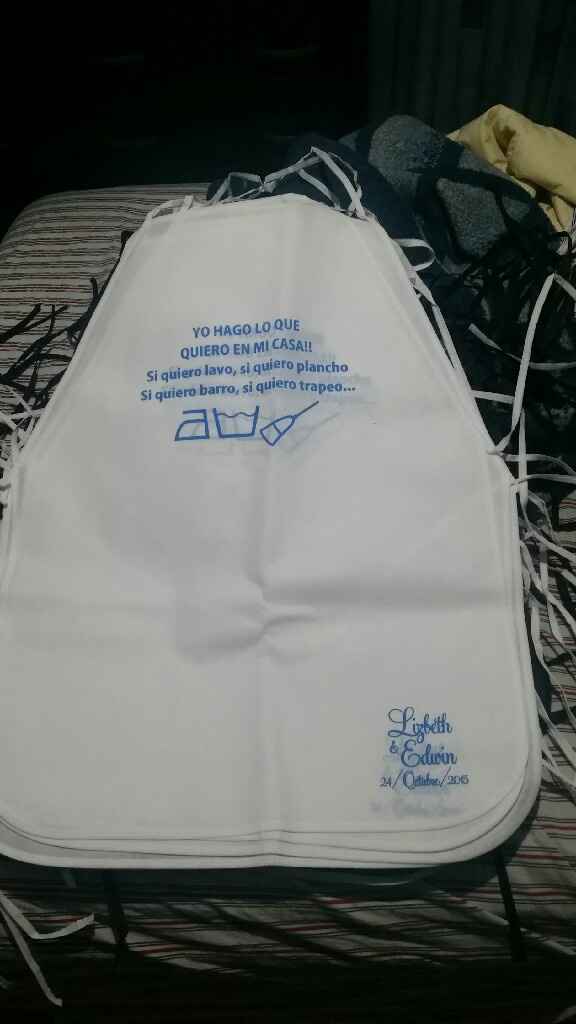 YO HAGO LO QUE
QUIERO EN MI CASA!!
Si quiero lavo, si quiero plancho
Si quiero barro, si quiero trapeo...
Lizbeth
& Edwin
24/Octubre/2015